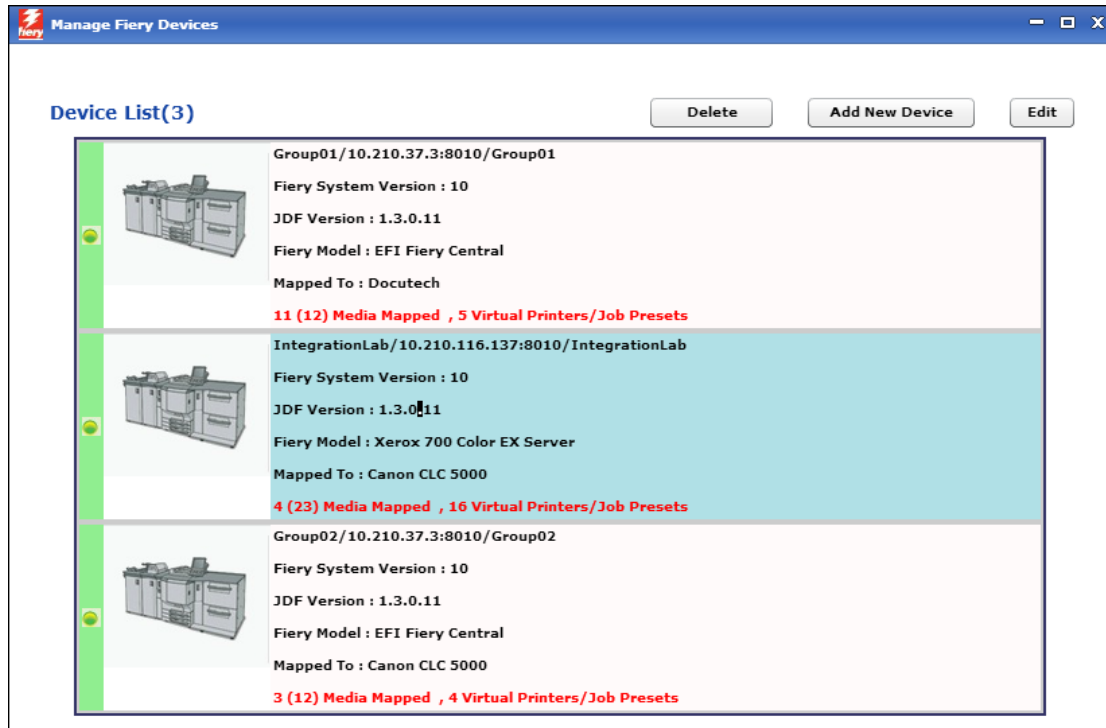 fiery Manage Fiery Devices
Device List(3) Delete Add New Device Edit
Group01/10.210.37.3:8010/Group01
Fiery System Version : 10
JDF Version : 1.3.0.11
Fiery Model : EFI Fiery Central
Mapped To : Docutech
11 (12) Media Mapped , 5 Virtual Printers/Job Presets
IntegrationLab/10.210.116.137:8010/IntegrationLab
Fiery System Version : 10
JDF Version : 1.3.0.11
Fiery Model : Xerox 700 Color EX Server
Mapped To : Canon CLC 5000
4 (23) Media Mapped , 16 Virtual Printers/Job Presets
Group02/10.210.37.3:8010/Group02
Fiery System Version : 10
JDF Version : 1.3.0.11
Fiery Model : EFI Fiery Central
Mapped To : Canon CLC 5000
3 (12) Media Mapped , 4 Virtual Printers/Job Presets